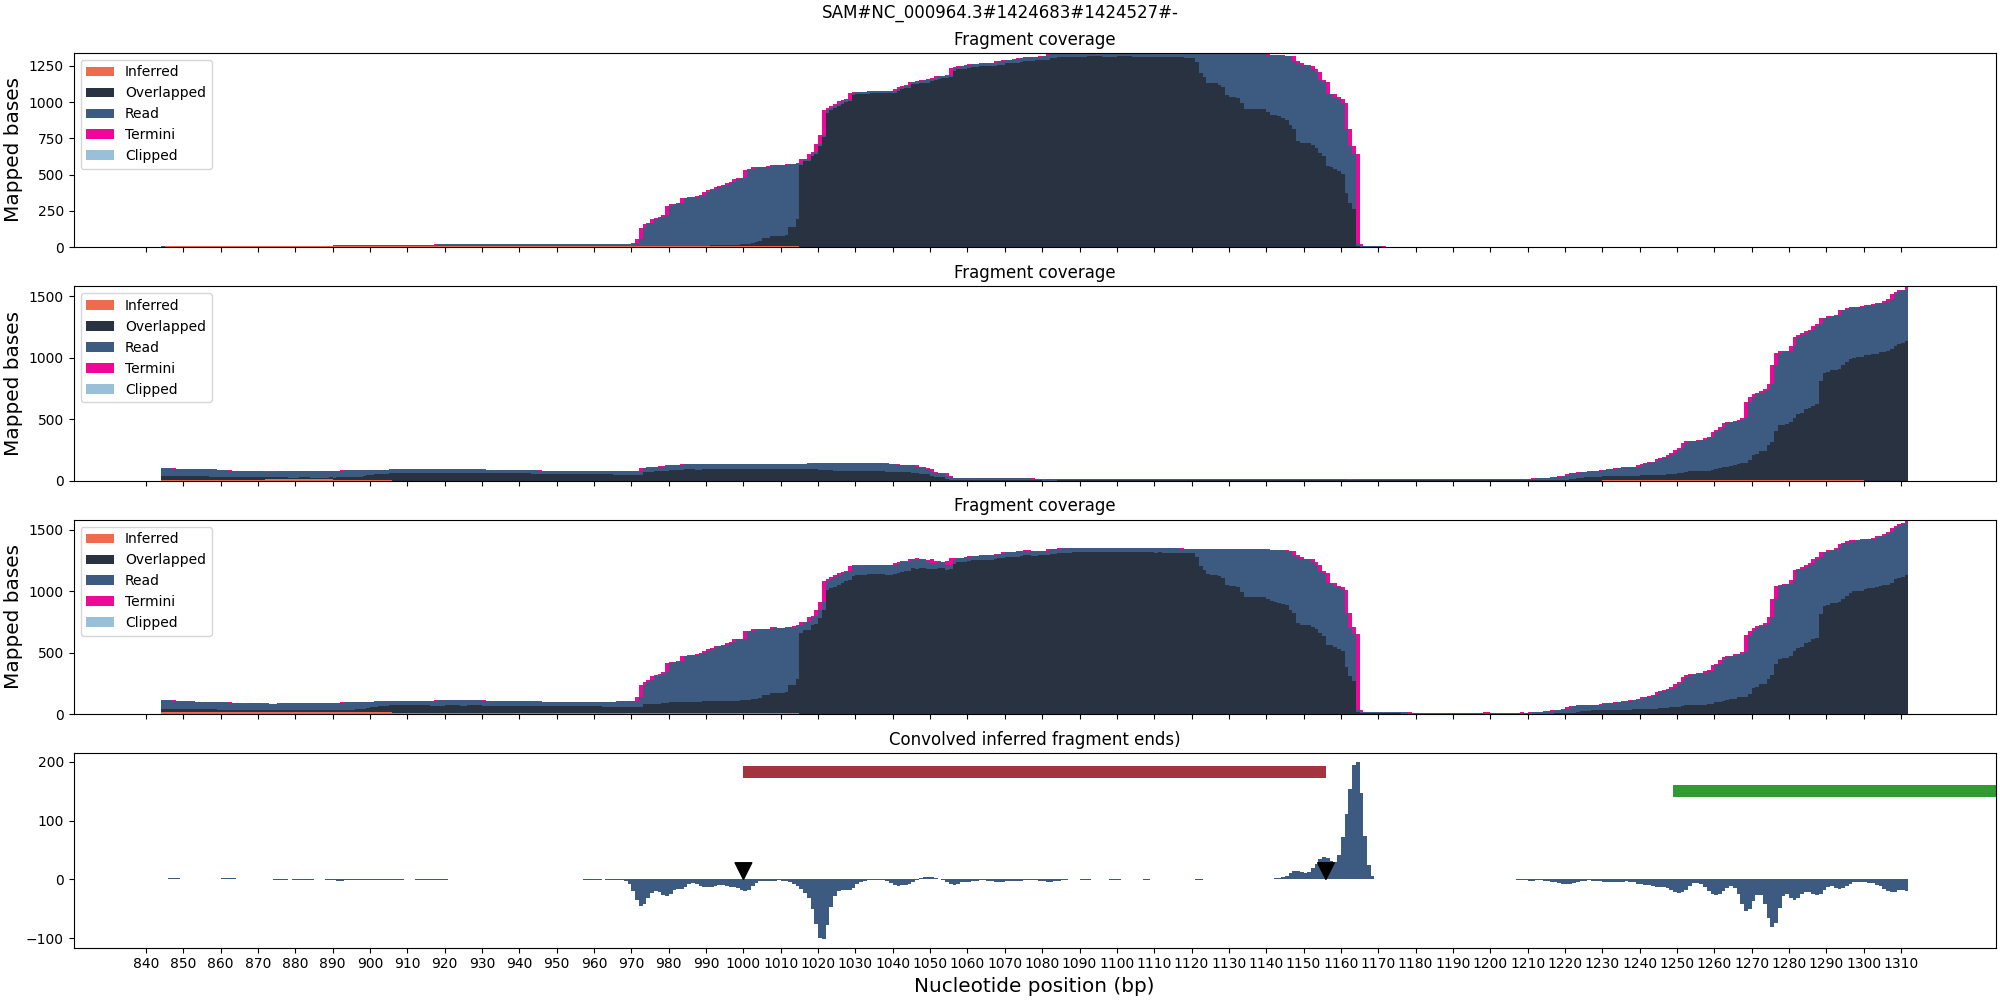 SAM#NC_000964.3#1424683#1424527#-
Fragment coverage
Mapped bases
1250
1000
750
500
250
0
Inferred
Overlapped
Read
Termini
Clipped
Fragment coverage
Mapped bases
1500
1000
500
0
Inferred
Overlapped
Read
Termini
Clipped
Fragment coverage
Mapped bases
1500
1000
500
0
Inferred
Overlapped
Read
Termini
Clipped
Convolved inferred fragment ends)
200
100
0
−100
840 850 860 870 880 890 900 910 920 930 940 950 960 970 980 990 1000 1010 1020 1030 1040 1050 1060 1070 1080 1090 1100 1110 1120 1130 1140 1150 1160 1170 1180 1190 1200 1210 1220 1230 1240 1250 1260 1270 1280 1290 1300 1310
Nucleotide position (bp)